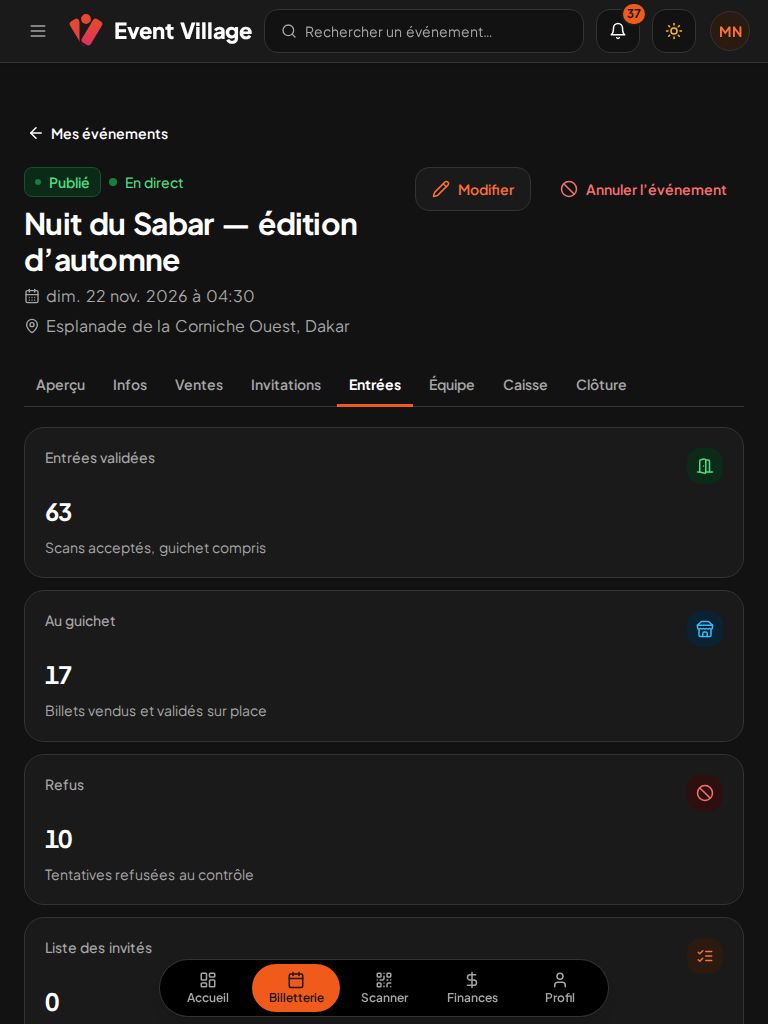 Event Village
Rechercher un événement...
37
MN
Mes événements
Publié
En direct
Modifier
Annuler l'événement
Nuit du Sabar — édition
d'automne
dim. 22 nov. 2026 à 04:30
Esplanade de la Corniche Ouest, Dakar
Aperçu Infos Ventes Invitations Entrées Équipe Caisse Clôture
Entrées validées
63
Scans acceptés, guichet compris
Au guichet
17
Billets vendus et validés sur place
Refus
10
Tentatives refusées au contrôle
Liste des invités
0
Accueil Billetterie Scanner Finances Profil